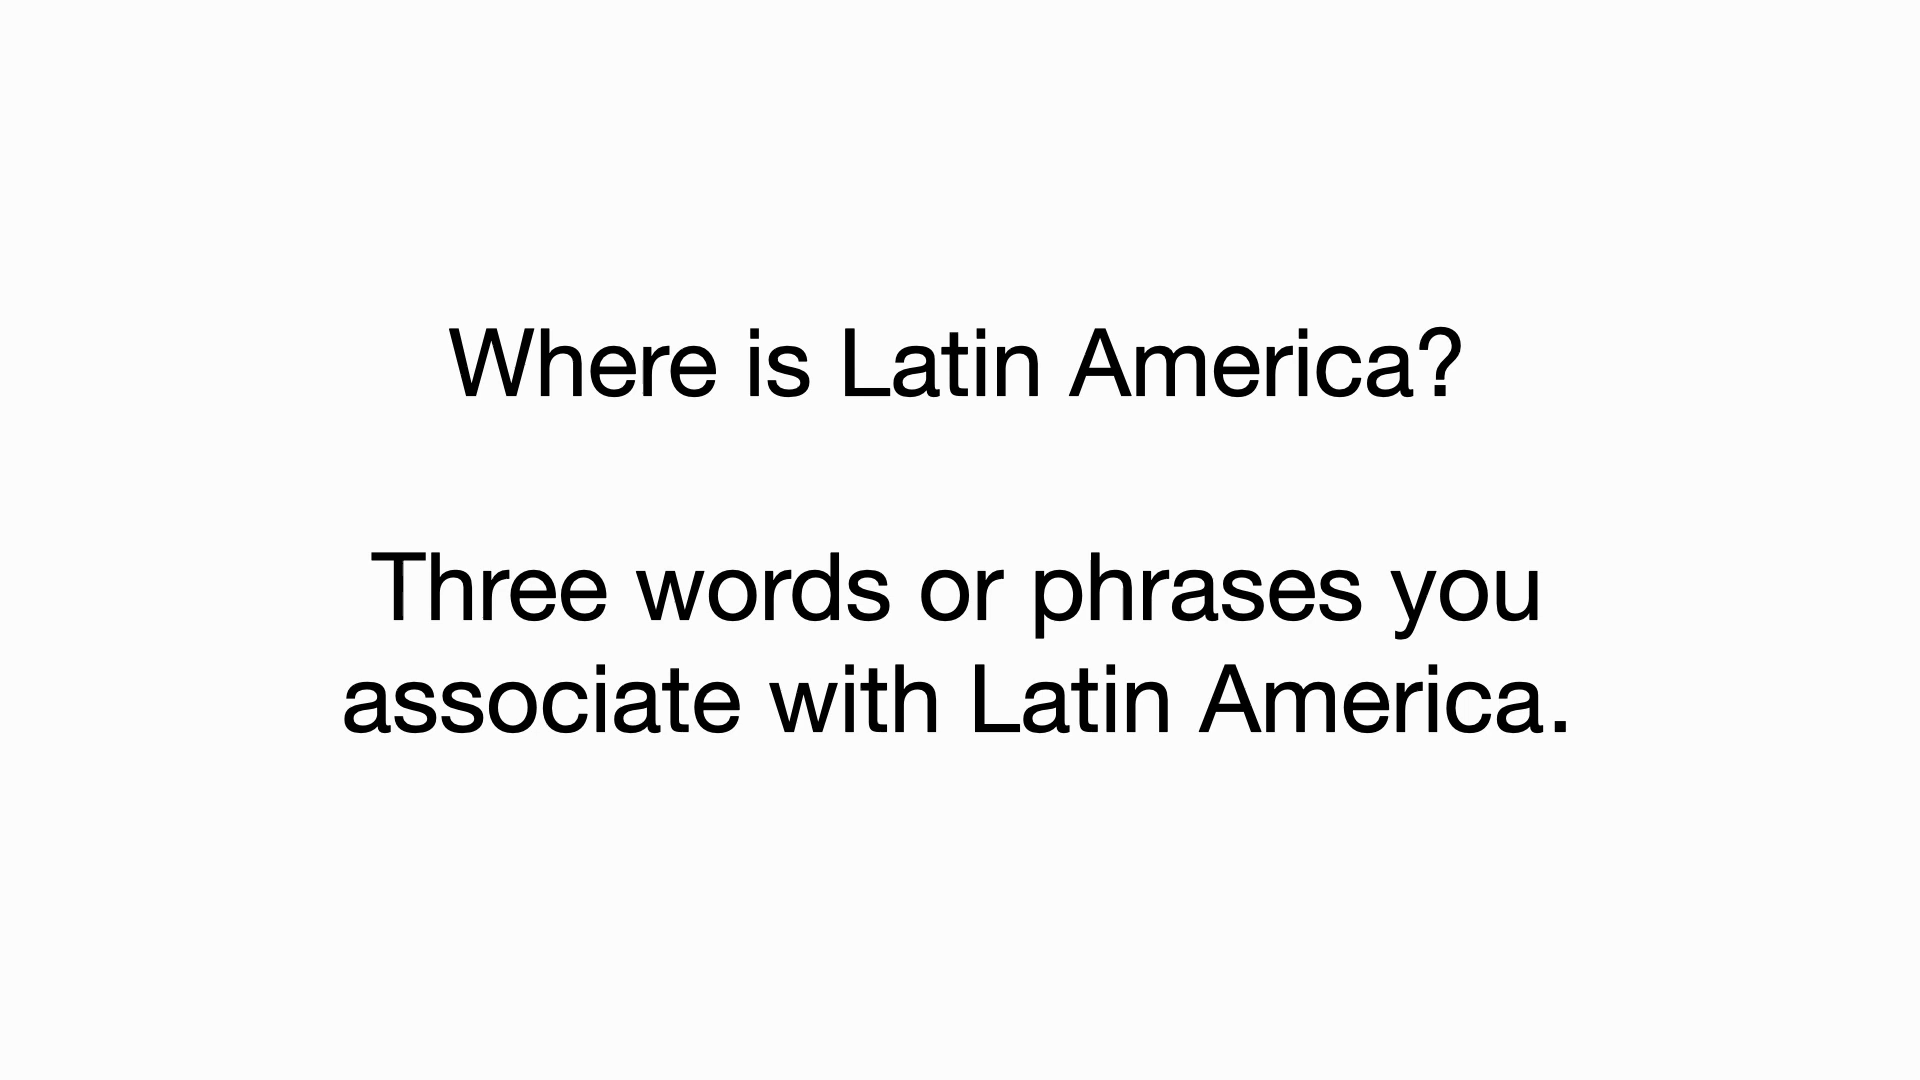 Where is Latin America?
Three words or phrases you
associate with Latin America.